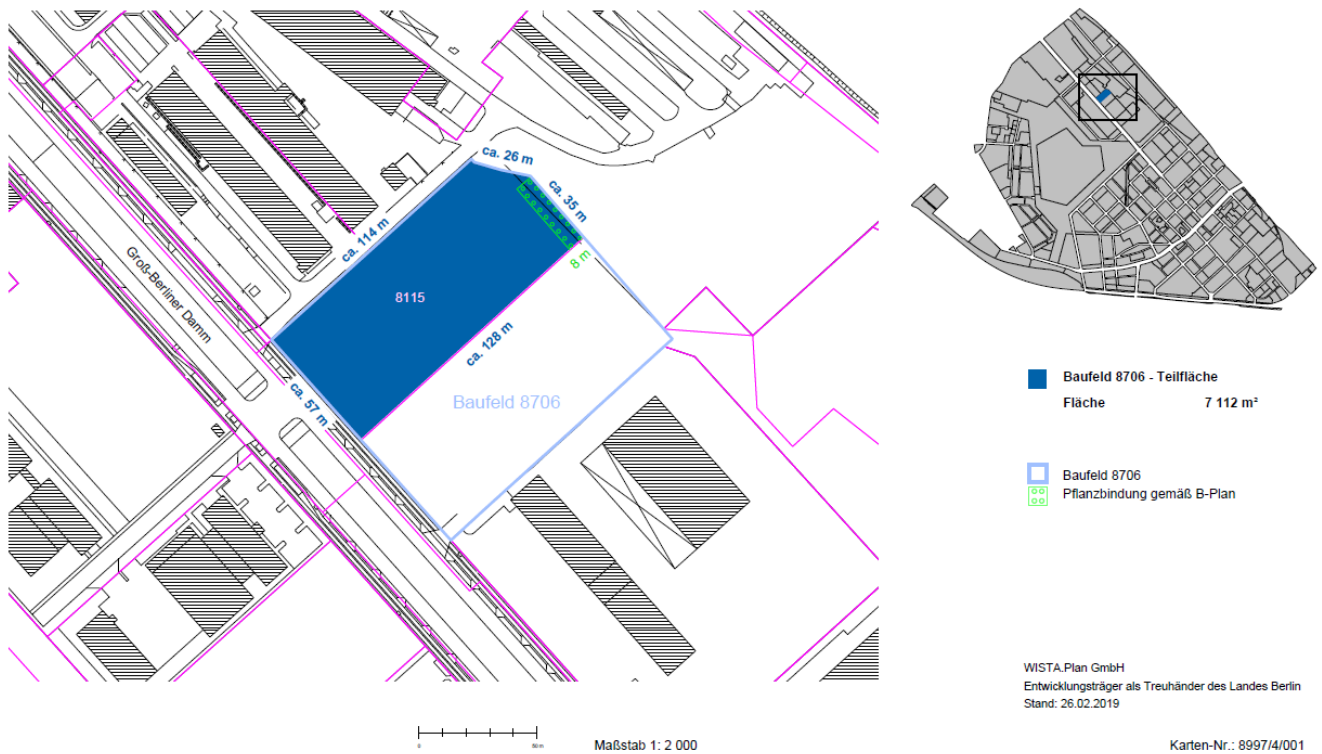 ca. 26 m
ca. 35 m
ca. 114 m
8 m
Groß-Berliner Damm
8115
ca. 128 m
ca. 57 m
Baufeld 8706
Baufeld 8706 - Teilfläche
Fläche 7 112 m²
Baufeld 8706
Pflanzbindung gemäß B-Plan
WISTA.Plan GmbH
Entwicklungsträger als Treuhänder des Landes Berlin
Stand: 26.02.2019
0 50 m
Maßstab 1: 2 000
Karten-Nr.: 8997/4/001